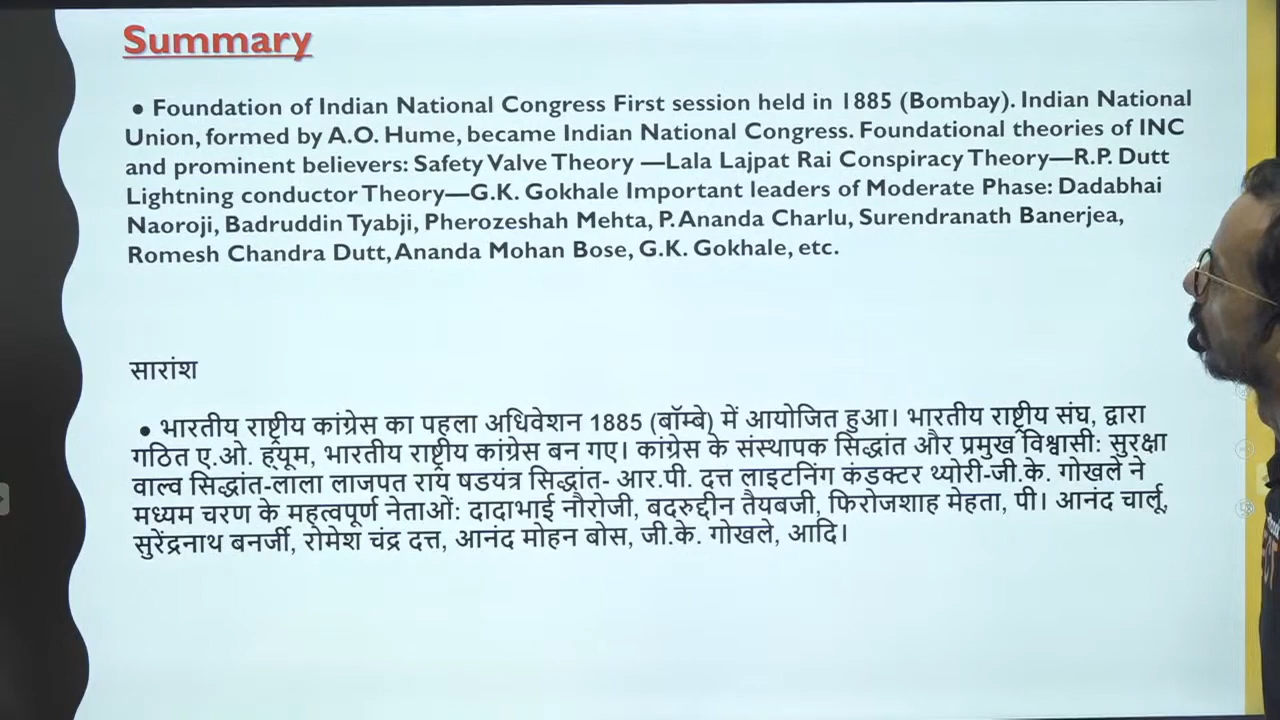 Summary
• Foundation of Indian National Congress First session held in 1885 (Bombay). Indian National
Union, formed by A.O. Hume, became Indian National Congress. Foundational theories of INC
and prominent believers: Safety Valve Theory —Lala Lajpat Rai Conspiracy Theory—R.P. Dutt
Lightning conductor Theory—G.K. Gokhale Important leaders of Moderate Phase: Dadabhai
Naoroji, Badruddin Tyabji, Pherozeshah Mehta, P. Ananda Charlu, Surendranath Banerjea,
Romesh Chandra Dutt, Ananda Mohan Bose, G.K. Gokhale, etc.
सारांश
• भारतीय राष्ट्रीय कांग्रेस का पहला अधिवेशन 1885 (बॉम्बे) में आयोजित हुआ। भारतीय राष्ट्रीय संघ, द्वारा
गठित ए.ओ. ह्यूम, भारतीय राष्ट्रीय कांग्रेस बन गए। कांग्रेस के संस्थापक सिद्धांत और प्रमुख विश्वासी: सुरक्षा
वाल्व सिद्धांत-लाला लाजपत राय षडयंत्र सिद्धांत- आर.पी. दत्त लाइटनिंग कंडक्टर थ्योरी-जी.के. गोखले ने
मध्यम चरण के महत्वपूर्ण नेताओं: दादाभाई नौरोजी, बदरुद्दीन तैयबजी, फिरोजशाह मेहता, पी। आनंद चार्लू,
सुरेंद्रनाथ बनर्जी, रोमेश चंद्र दत्त, आनंद मोहन बोस, जी.के. गोखले, आदि।